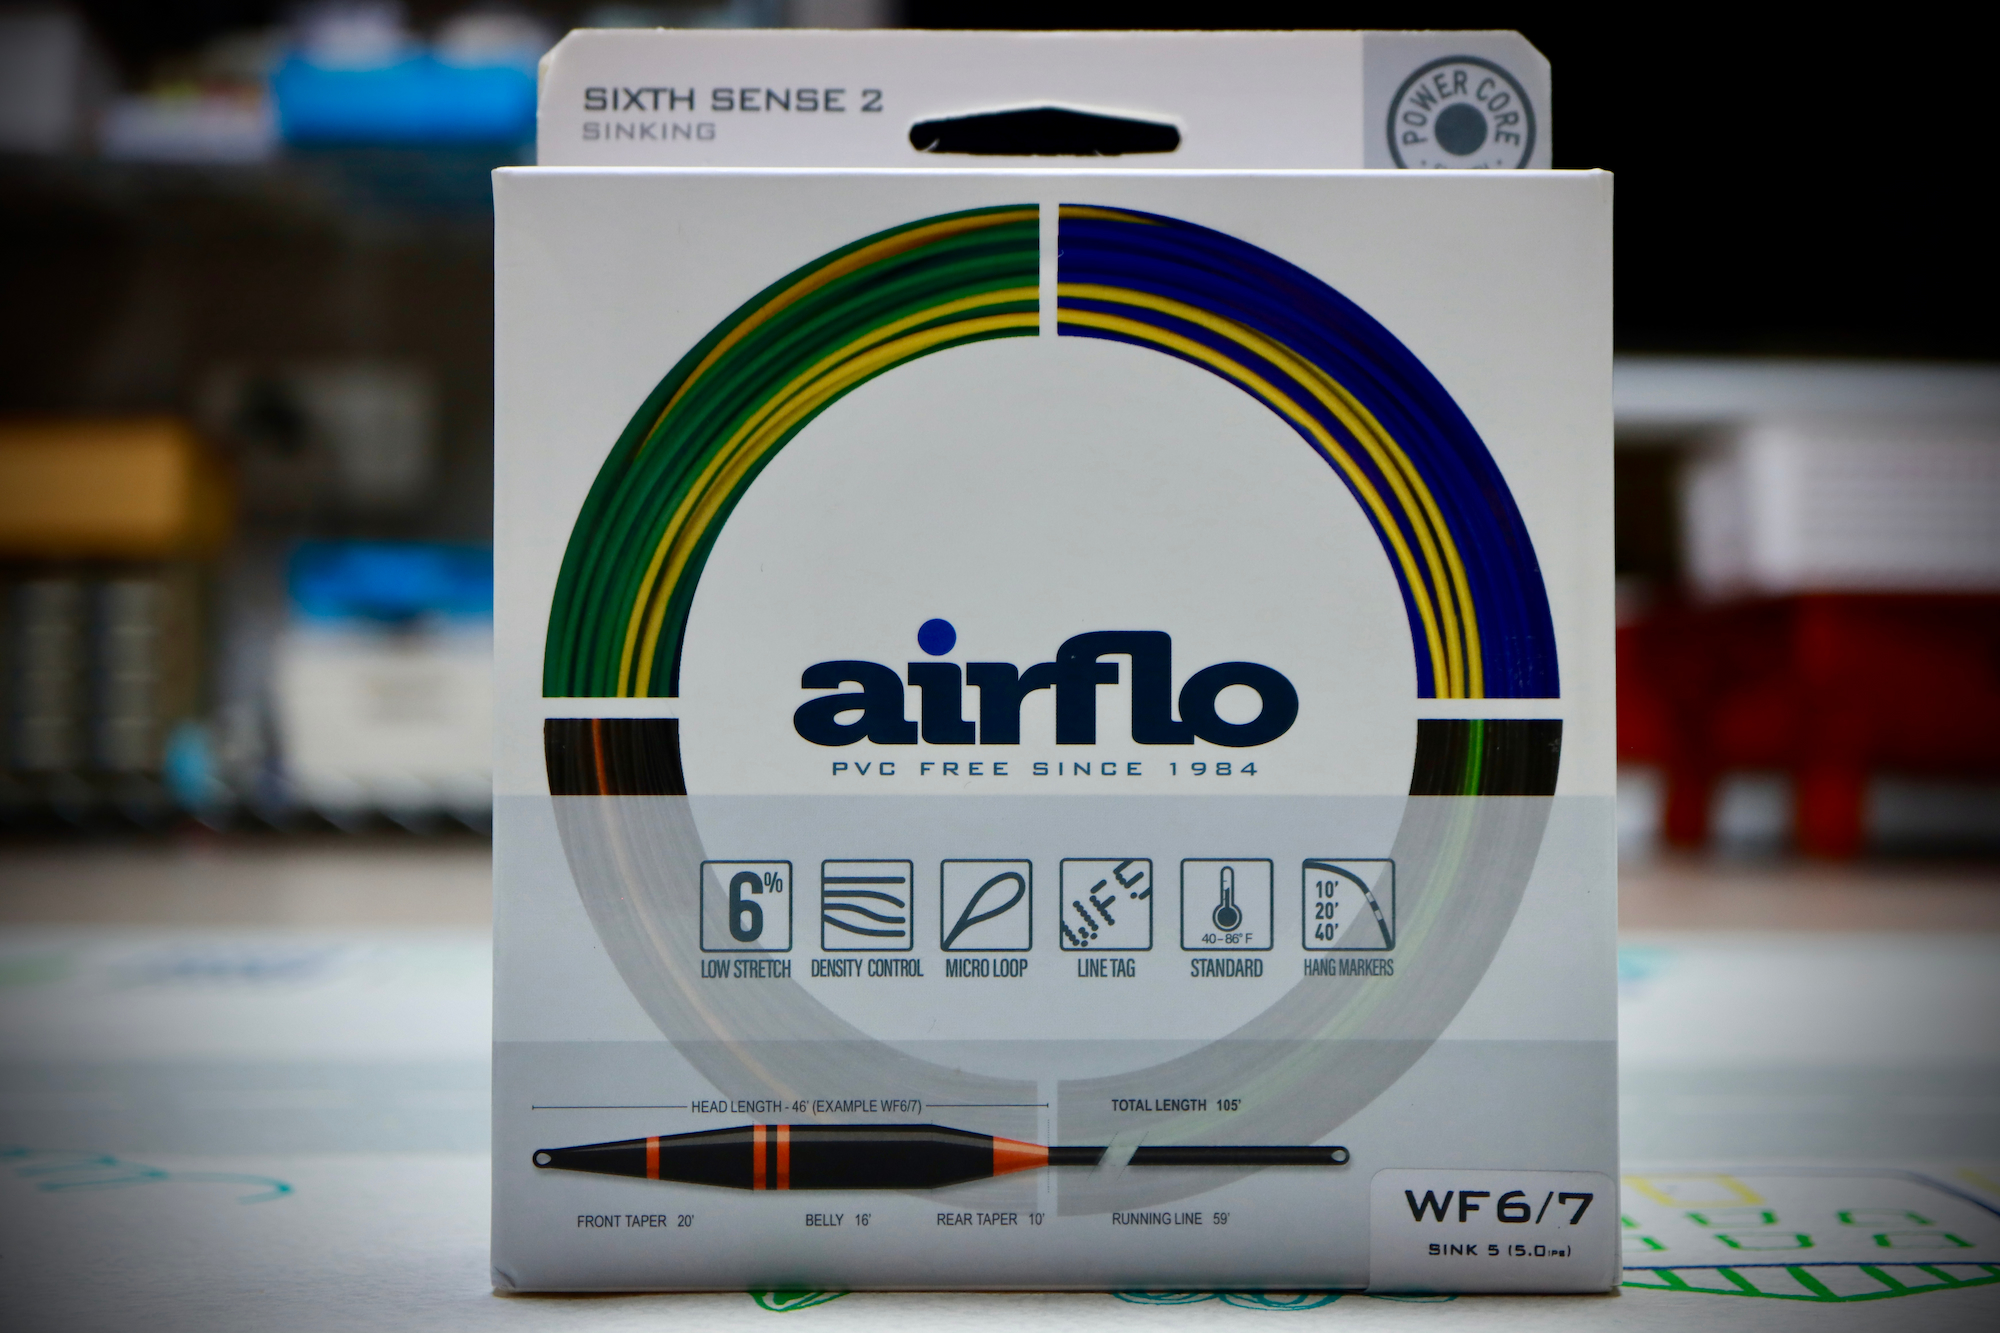 SIXTH SENSE 2
SINKING
POWER CORE
airflo
PVC FREE SINCE 1984
6%
LOW STRETCH
DENSITY CONTROL
MICRO LOOP
WF5
LINE TAG
40-86°F
STANDARD
10'
20'
40'
HANG MARKERS
HEAD LENGTH - 46' (EXAMPLE WF6/7)
TOTAL LENGTH 105'
FRONT TAPER 20'
BELLY 16'
REAR TAPER 10'
RUNNING LINE 59'
WF6/7
SINK 5 (5.0IPS)